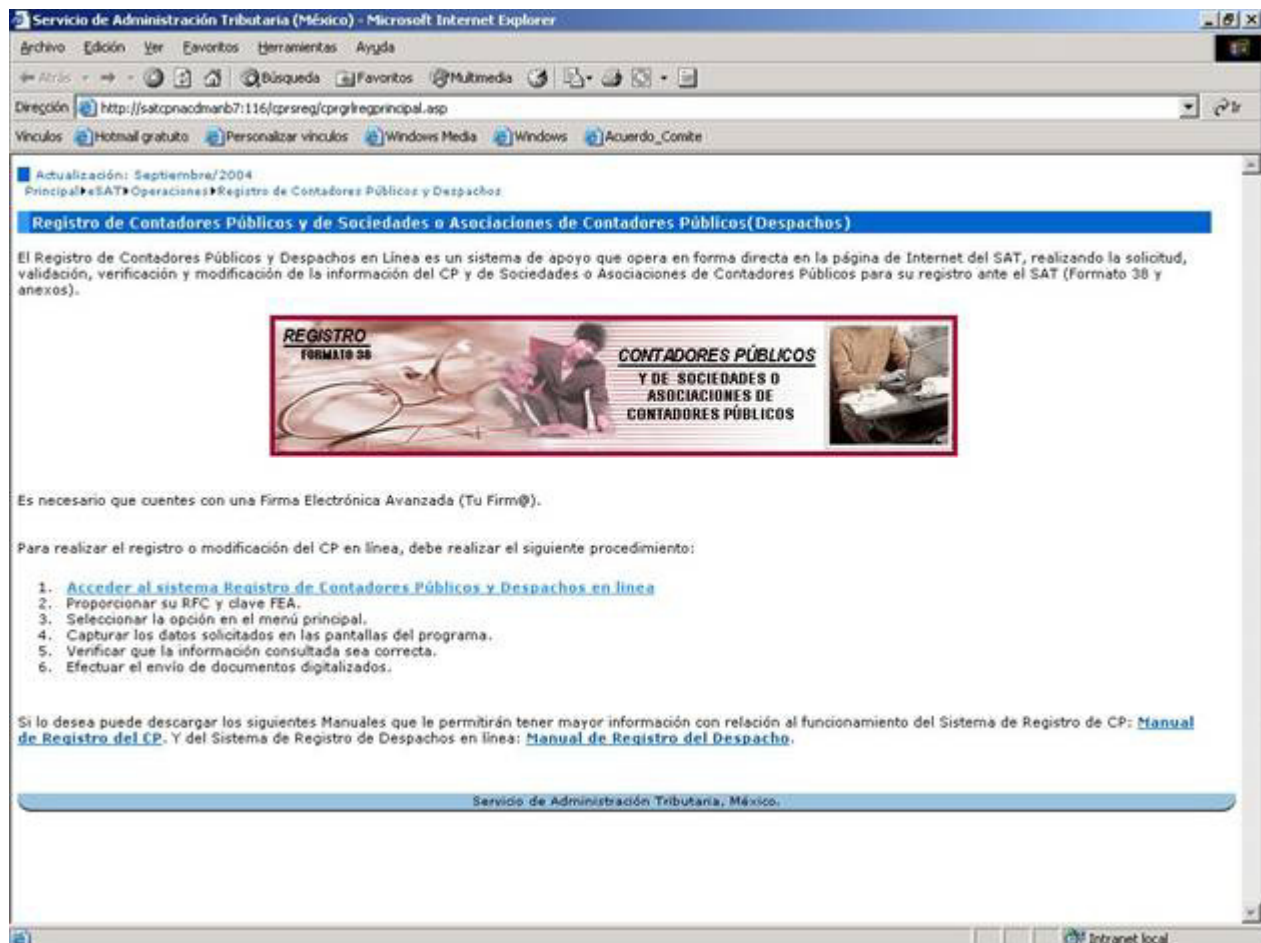 Servicio de Administración Tributaria (México) - Microsoft Internet Explorer
Archivo Edición Ver Favoritos Herramientas Ayuda
Atrás Búsqueda Favoritos Multimedia
Dirección http://satcpnaodmanb7:116/cprsreg/cprgrlregprincipal.asp Ir
Vínculos Hotmail gratuito Personalizar vínculos Windows Media Windows Acuerdo_Comite
Actualización: Septiembre/2004
Principal eSAT Operaciones Registro de Contadores Públicos y Despachos
Registro de Contadores Públicos y de Sociedades o Asociaciones de Contadores Públicos(Despachos)
El Registro de Contadores Públicos y Despachos en Línea es un sistema de apoyo que opera en forma directa en la página de Internet del SAT, realizando la solicitud,
validación, verificación y modificación de la información del CP y de Sociedades o Asociaciones de Contadores Públicos para su registro ante el SAT (Formato 38 y
anexos).
REGISTRO
FORMATO 38
CONTADORES PÚBLICOS
Y DE SOCIEDADES O
ASOCIACIONES DE
CONTADORES PÚBLICOS
Es necesario que cuentes con una Firma Electrónica Avanzada (Tu Firm@).
Para realizar el registro o modificación del CP en línea, debe realizar el siguiente procedimiento:
1. Acceder al sistema Registro de Contadores Públicos y Despachos en linea
2. Proporcionar su RFC y clave FEA.
3. Seleccionar la opción en el menú principal.
4. Capturar los datos solicitados en las pantallas del programa.
5. Verificar que la información consultada sea correcta.
6. Efectuar el envío de documentos digitalizados.
Si lo desea puede descargar los siguientes Manuales que le permitirán tener mayor información con relación al funcionamiento del Sistema de Registro de CP: Manual
de Registro del CP. Y del Sistema de Registro de Despachos en línea: Manual de Registro del Despacho.
Servicio de Administración Tributaria, México.
Intranet local